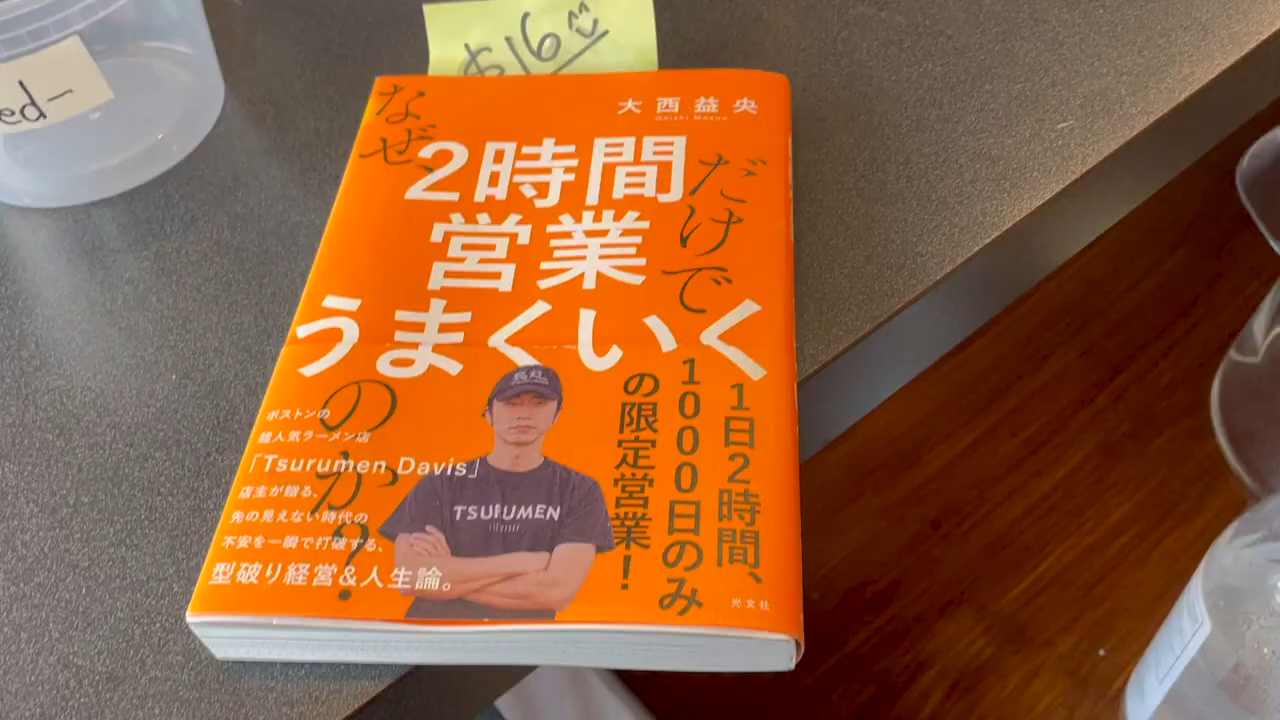 $16
ed-
大西益央
Onishi Masuo
なぜ、
2時間
営業
だけで
うまくいく
のか?
1日2時間、
1000日のみ
の限定営業!
ボストンの
超人気ラーメン店
「Tsurumen Davis」
店主が贈る、
先の見えない時代の
不安を一瞬で打破する、
型破り経営&人生論。
TSURUMEN
光文社